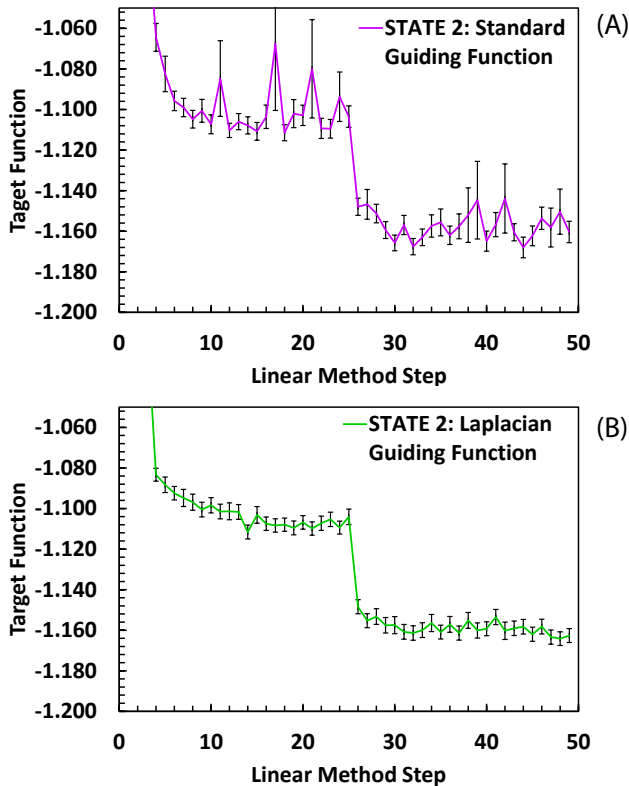 -1.060
STATE 2: Standard
Guiding Function
(A)
-1.080
-1.100
-1.120
-1.140
-1.160
-1.180
-1.200
Taget Function
0 10 20 30 40 50
Linear Method Step
-1.060
STATE 2: Laplacian
Guiding Function
(B)
-1.080
-1.100
-1.120
-1.140
-1.160
-1.180
-1.200
Target Function
0 10 20 30 40 50
Linear Method Step